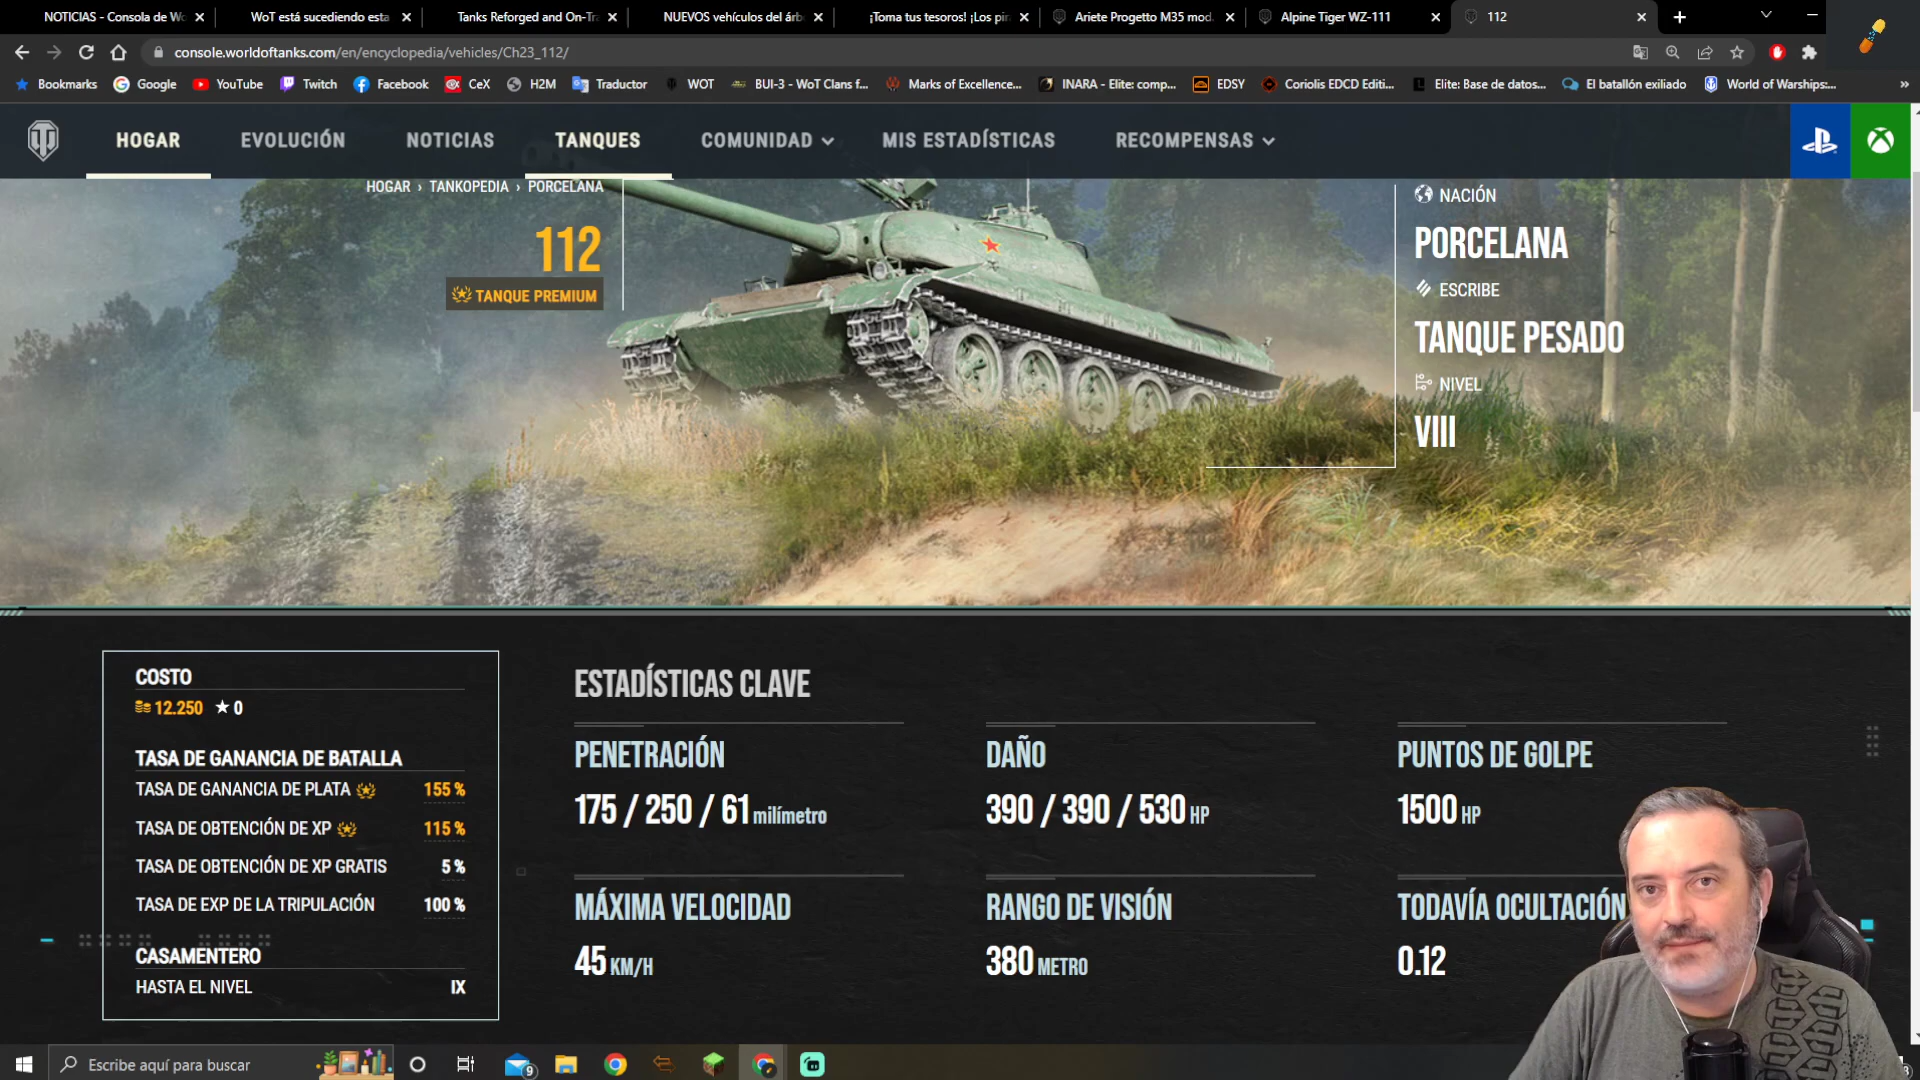 NOTICIAS - Consola de Wo
WoT está sucediendo esta
Tanks Reforged and On-Tra
NUEVOS vehículos del árbo
¡Toma tus tesoros! ¡Los pir
Ariete Progetto M35 mod.
Alpine Tiger WZ-111
112
console.worldoftanks.com/en/encyclopedia/vehicles/Ch23_112/
Bookmarks
Google
YouTube
Twitch
Facebook
CeX
H2M
Traductor
WOT
BUI-3 - WoT Clans f...
Marks of Excellence...
INARA - Elite: comp...
EDSY
Coriolis EDCD Editi...
Elite: Base de datos...
El batallón exiliado
World of Warships:...
»
HOGAR
EVOLUCIÓN
NOTICIAS
TANQUES
COMUNIDAD
MIS ESTADÍSTICAS
RECOMPENSAS
HOGAR › TANKOPEDIA › PORCELANA
112
TANQUE PREMIUM
NACIÓN
PORCELANA
ESCRIBE
TANQUE PESADO
NIVEL
VIII
COSTO
12.250 ★ 0
TASA DE GANANCIA DE BATALLA
TASA DE GANANCIA DE PLATA 155 %
TASA DE OBTENCIÓN DE XP 115 %
TASA DE OBTENCIÓN DE XP GRATIS 5 %
TASA DE EXP DE LA TRIPULACIÓN 100 %
CASAMENTERO
HASTA EL NIVEL IX
ESTADÍSTICAS CLAVE
PENETRACIÓN
175 / 250 / 61 milímetro
DAÑO
390 / 390 / 530 HP
PUNTOS DE GOLPE
1500 HP
MÁXIMA VELOCIDAD
45 KM/H
RANGO DE VISIÓN
380 METRO
TODAVÍA OCULTACIÓN
0.12
Escribe aquí para buscar
9